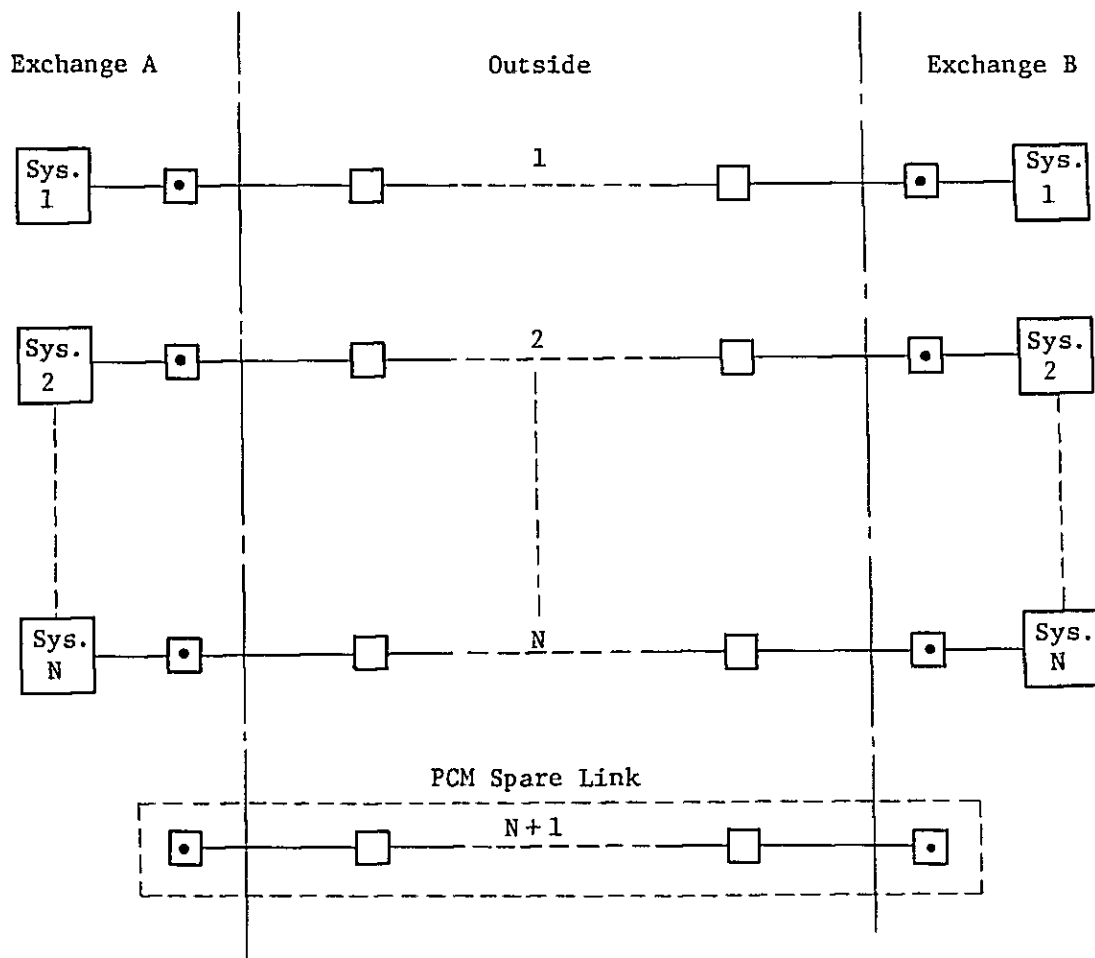 Exchange A
Outside
Exchange B
Sys.
1
1
Sys.
1
Sys.
2
2
Sys.
2
Sys.
N
N
Sys.
N
PCM Spare Link
N+1